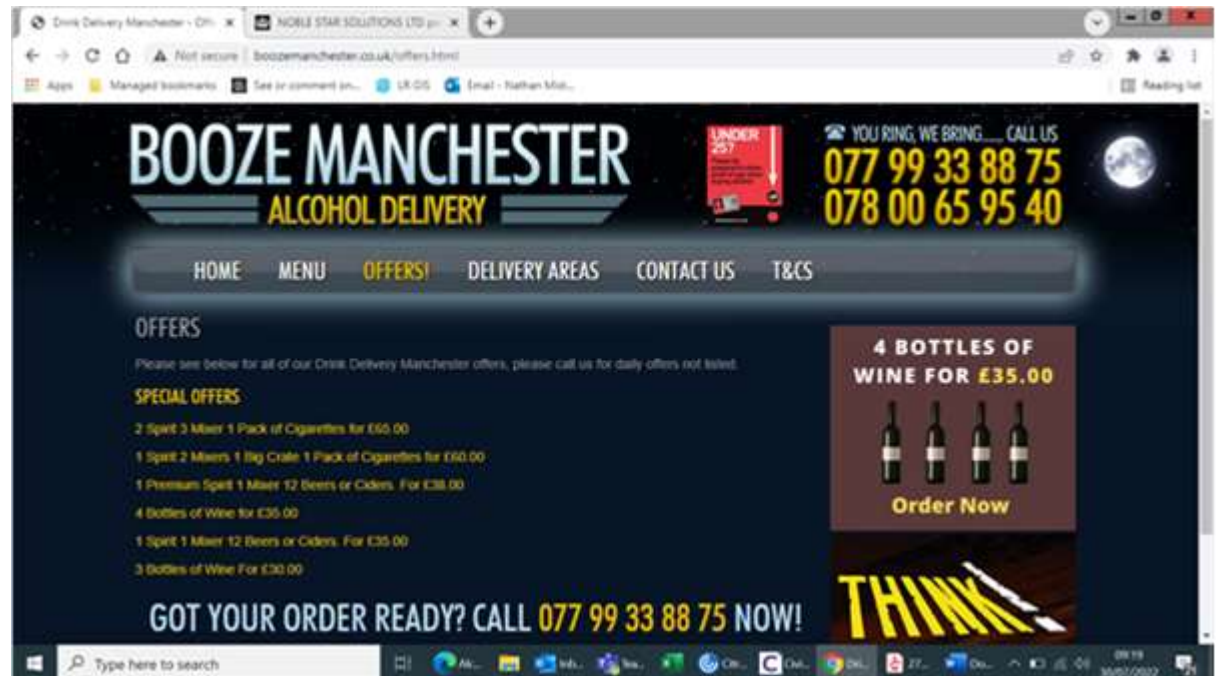 Drink Delivery Manchester - Off
NOBLE STAR SOLUTIONS LTD
Not secure boozemanchester.co.uk/offers.html
Apps Managed bookmarks See or comment on... Email - Nathan Reading list
BOOZE MANCHESTER
ALCOHOL DELIVERY
UNDER
25?
YOU RING, WE BRING...... CALL US
077 99 33 88 75
078 00 65 95 40
HOME MENU OFFERS! DELIVERY AREAS CONTACT US T&CS
OFFERS
Please see below for all of our Drink Delivery Manchester offers, please call us for daily offers not listed.
SPECIAL OFFERS
2 Spirit 3 Mixer 1 Pack of Cigarettes for £65.00
1 Spirit 2 Mixers 1 Big Crate 1 Pack of Cigarettes for £60.00
1 Premium Spirit 1 Mixer 12 Beers or Ciders. For £38.00
4 Bottles of Wine for £35.00
1 Spirit 1 Mixer 12 Beers or Ciders. For £35.00
3 Bottles of Wine For £30.00
4 BOTTLES OF
WINE FOR £35.00
Order Now
THINK!
GOT YOUR ORDER READY? CALL 077 99 33 88 75 NOW!
Type here to search
09:19